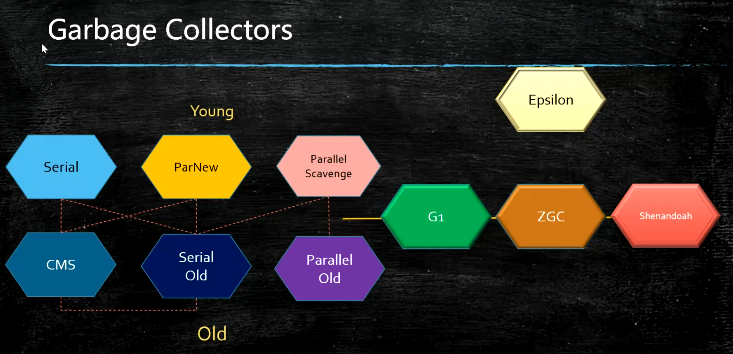 Garbage Collectors
Epsilon
Young
Serial
ParNew
Parallel
Scavenge
G1
ZGC
Shenandoah
CMS
Serial
Old
Parallel
Old
Old